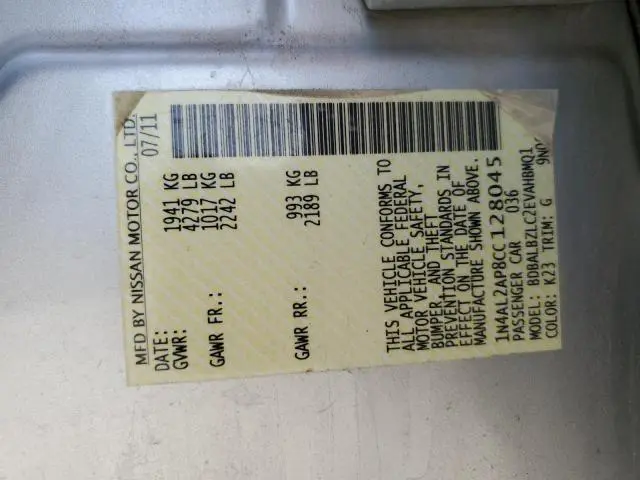 MFD BY NISSAN MOTOR CO., LTD.
DATE: 07/11
GVWR: 1941 KG
4279 LB
GAWR FR.: 1017 KG
2242 LB
GAWR RR.: 993 KG
2189 LB
THIS VEHICLE CONFORMS TO
ALL APPLICABLE FEDERAL
MOTOR VEHICLE SAFETY,
BUMPER, AND THEFT
PREVENTION STANDARDS IN
EFFECT ON THE DATE OF
MANUFACTURE SHOWN ABOVE.
1N4AL2AP8CC128045
PASSENGER CAR 036
MODEL: BDBALBZLC2EVAHBMQ1
COLOR: K23 TRIM: G